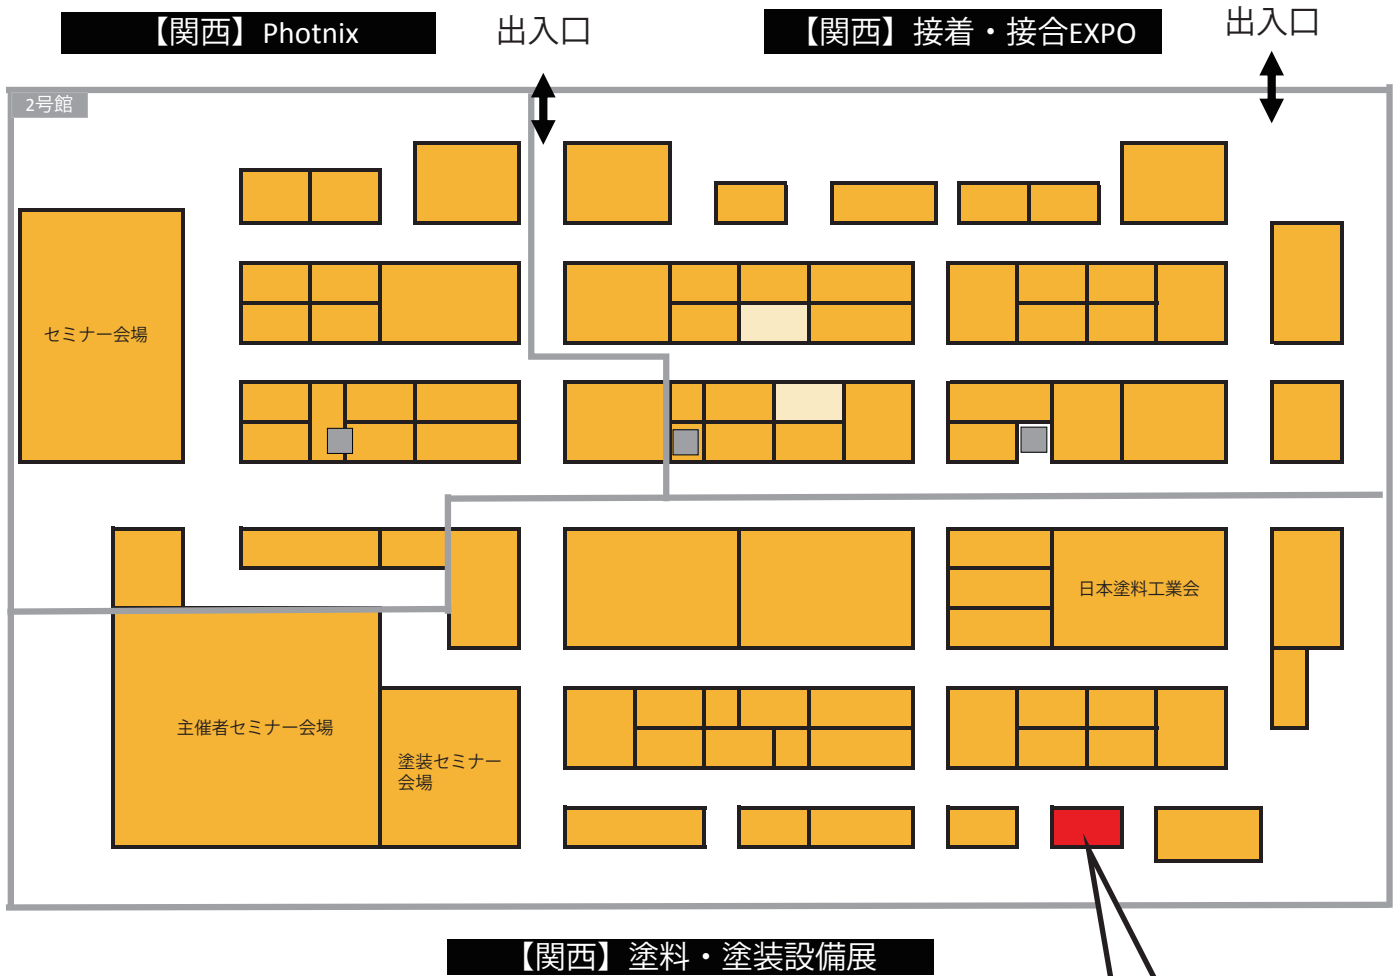 【関西】Photnix
出入口
【関西】接着・接合EXPO
出入口
2号館
セミナー会場
日本塗料工業会
主催者セミナー会場
塗装セミナー
会場
【関西】塗料・塗装設備展